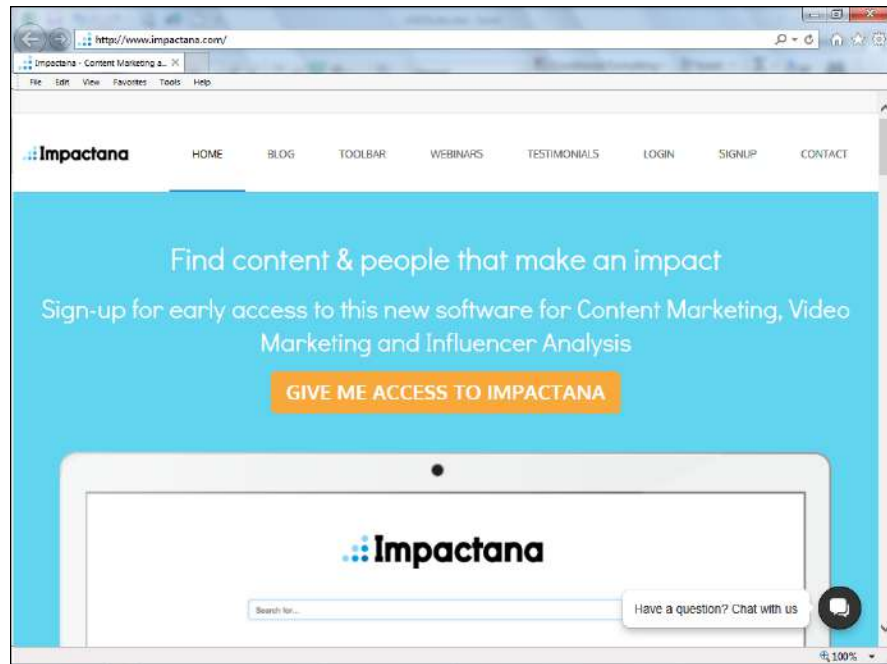 http://www.impactana.com/
Impactana - Content Marketing a...
File Edit View Favorites Tools Help
Impactana HOME BLOG TOOLBAR WEBINARS TESTIMONIALS LOGIN SIGNUP CONTACT
Find content & people that make an impact
Sign-up for early access to this new software for Content Marketing, Video
Marketing and Influencer Analysis
GIVE ME ACCESS TO IMPACTANA
Impactana
Search for...
Have a question? Chat with us
100%